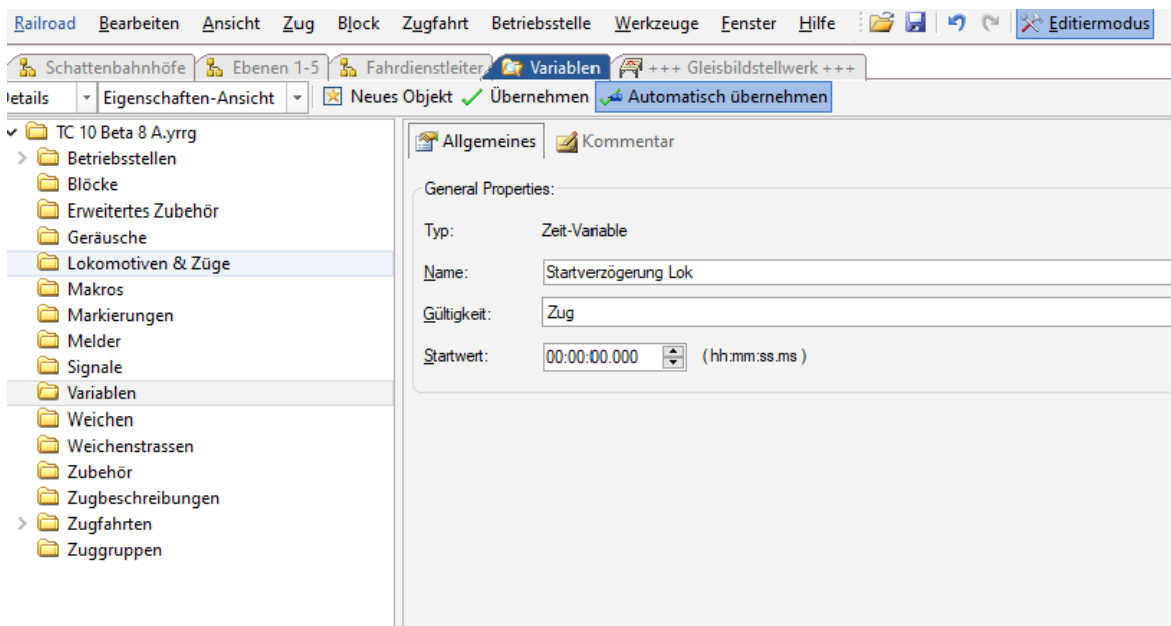 Railroad Bearbeiten Ansicht Zug Block Zugfahrt Betriebsstelle Werkzeuge Fenster Hilfe Editiermodus
Schattenbahnhöfe Ebenen 1-5 Fahrdienstleiter Variablen +++ Gleisbildstellwerk +++
Details Eigenschaften-Ansicht Neues Objekt Übernehmen Automatisch übernehmen
TC 10 Beta 8 A.yrrg
Betriebsstellen
Blöcke
Erweitertes Zubehör
Geräusche
Lokomotiven & Züge
Makros
Markierungen
Melder
Signale
Variablen
Weichen
Weichenstrassen
Zubehör
Zugbeschreibungen
Zugfahrten
Zuggruppen
Allgemeines Kommentar
General Properties:
Typ: Zeit-Variable
Name: Startverzögerung Lok
Gültigkeit: Zug
Startwert: 00:00:00.000 (hh:mm:ss.ms )